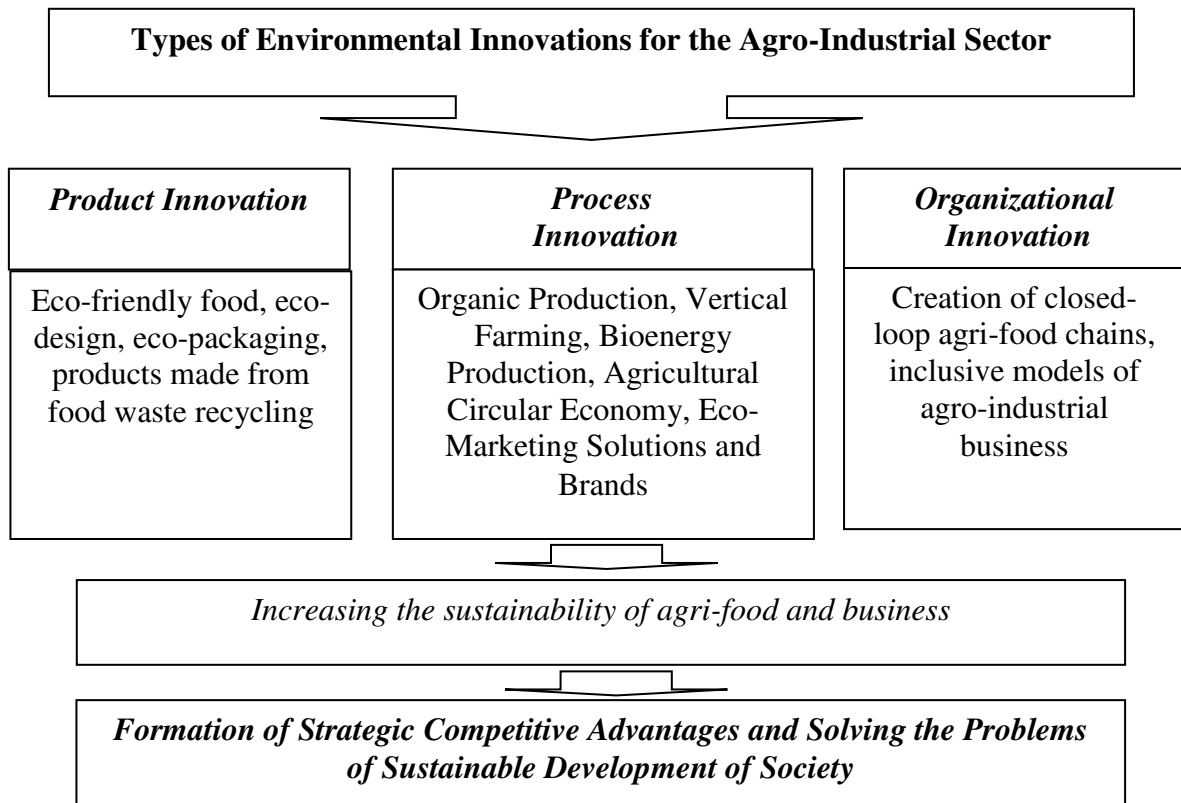 Types of Environmental Innovations for the Agro-Industrial Sector
Product Innovation
Eco-friendly food, eco-
design, eco-packaging,
products made from
food waste recycling
Process
Innovation
Organic Production, Vertical
Farming, Bioenergy
Production, Agricultural
Circular Economy, Eco-
Marketing Solutions and
Brands
Organizational
Innovation
Creation of closed-
loop agri-food chains,
inclusive models of
agro-industrial
business
Increasing the sustainability of agri-food and business
Formation of Strategic Competitive Advantages and Solving the Problems
of Sustainable Development of Society